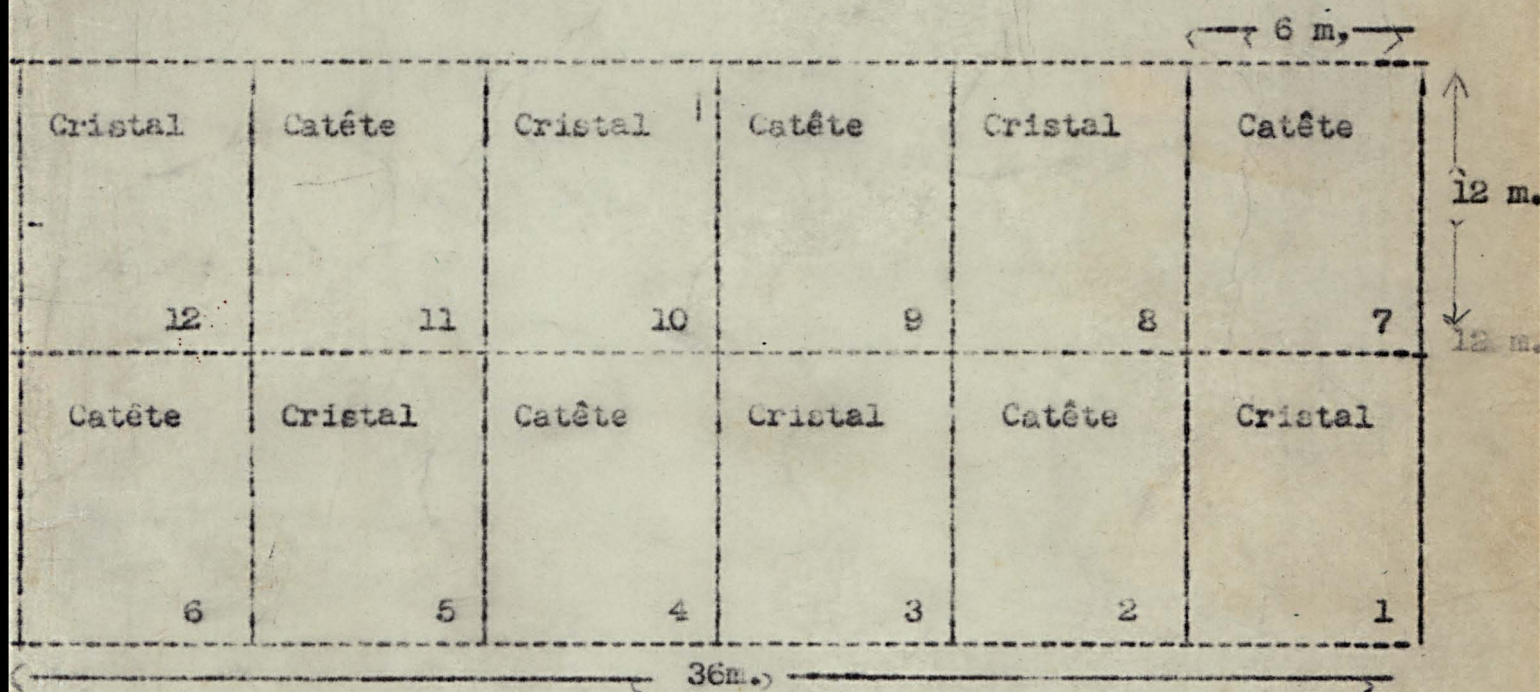 6 m,
Cristal Catête Cristal Catête Cristal Catête
12 m.
12 11 10 9 8 7
12 m.
Catête Cristal Catête Cristal Catête Cristal
6 5 4 3 2 1
36m.,